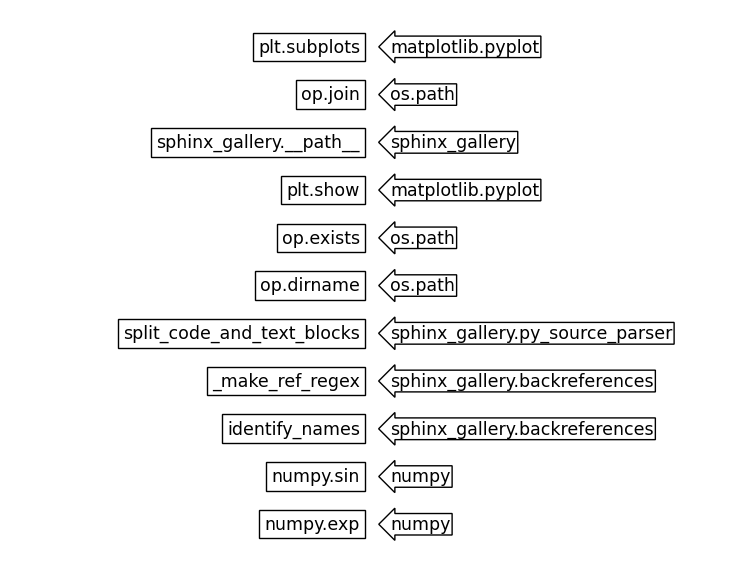 plt.subplots matplotlib.pyplot
op.join os.path
sphinx_gallery.__path__ sphinx_gallery
plt.show matplotlib.pyplot
op.exists os.path
op.dirname os.path
split_code_and_text_blocks sphinx_gallery.py_source_parser
_make_ref_regex sphinx_gallery.backreferences
identify_names sphinx_gallery.backreferences
numpy.sin numpy
numpy.exp numpy